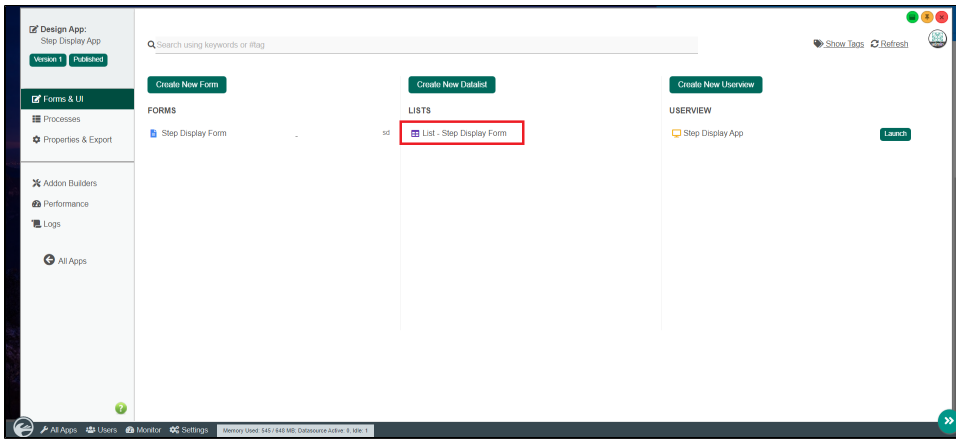 Design App:
Step Display App
Version 1 Published
Search using keywords or #tag
Show Tags Refresh
Forms & UI
Processes
Properties & Export
Addon Builders
Performance
Logs
All Apps
Create New Form
FORMS
Step Display Form - sd
Create New Datalist
LISTS
List - Step Display Form
Create New Userview
USERVIEW
Step Display App Launch
All Apps Users Monitor Settings Memory Used: 545 / 648 MB; Datasource Active: 0, Idle: 1